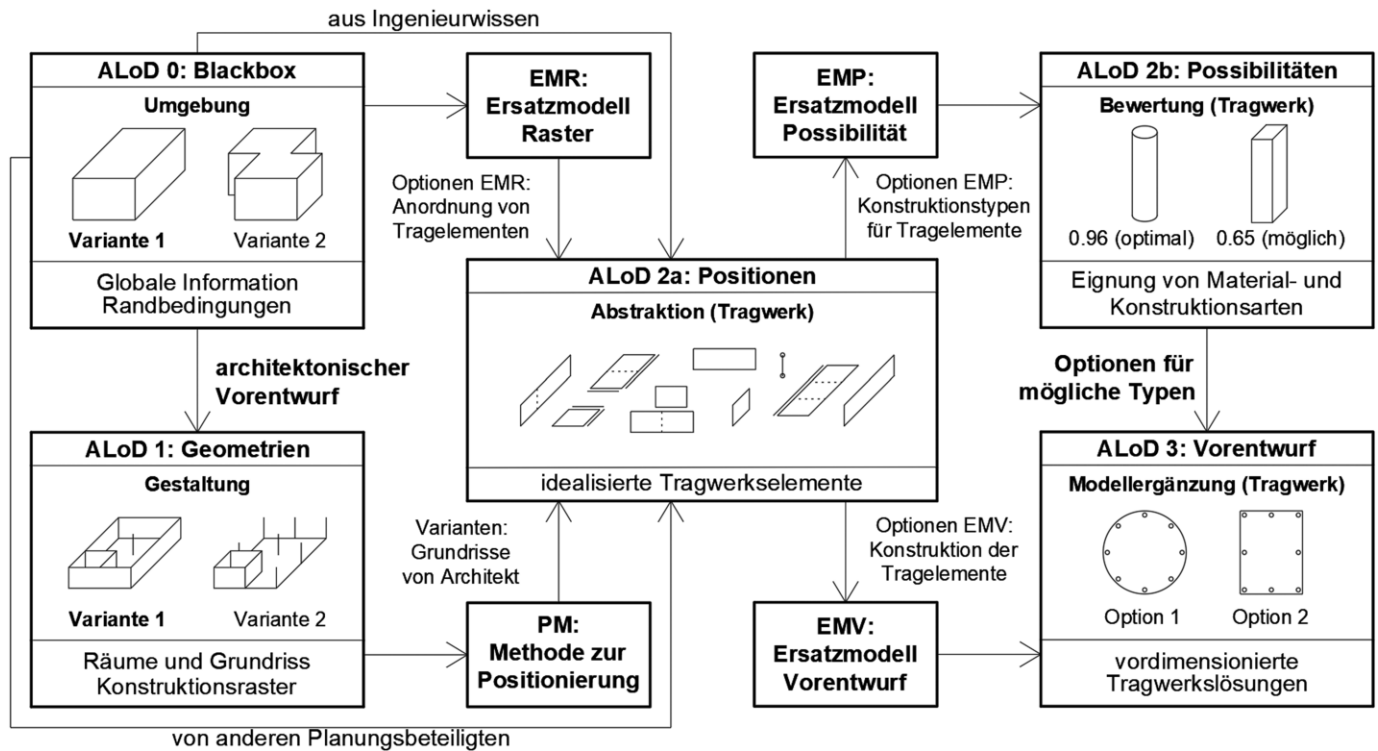 aus Ingenieurwissen
ALoD 0: Blackbox
Umgebung
Variante 1
Variante 2
Globale Information
Randbedingungen
EMR:
Ersatzmodell
Raster
Optionen EMR:
Anordnung von
Tragelementen
EMP:
Ersatzmodell
Possibilität
Optionen EMP:
Konstruktionstypen
für Tragelemente
ALoD 2b: Possibilitäten
Bewertung (Tragwerk)
0.96 (optimal)
0.65 (möglich)
Eignung von Material- und
Konstruktionsarten
ALoD 2a: Positionen
Abstraktion (Tragwerk)
idealisierte Tragwerkselemente
architektonischer
Vorentwurf
Optionen für
mögliche Typen
ALoD 1: Geometrien
Gestaltung
Variante 1
Variante 2
Räume und Grundriss
Konstruktionsraster
Varianten:
Grundrisse
von Architekt
PM:
Methode zur
Positionierung
Optionen EMV:
Konstruktion der
Tragelemente
EMV:
Ersatzmodell
Vorentwurf
ALoD 3: Vorentwurf
Modellergänzung (Tragwerk)
Option 1
Option 2
vordimensionierte
Tragwerkslösungen
von anderen Planungsbeteiligten